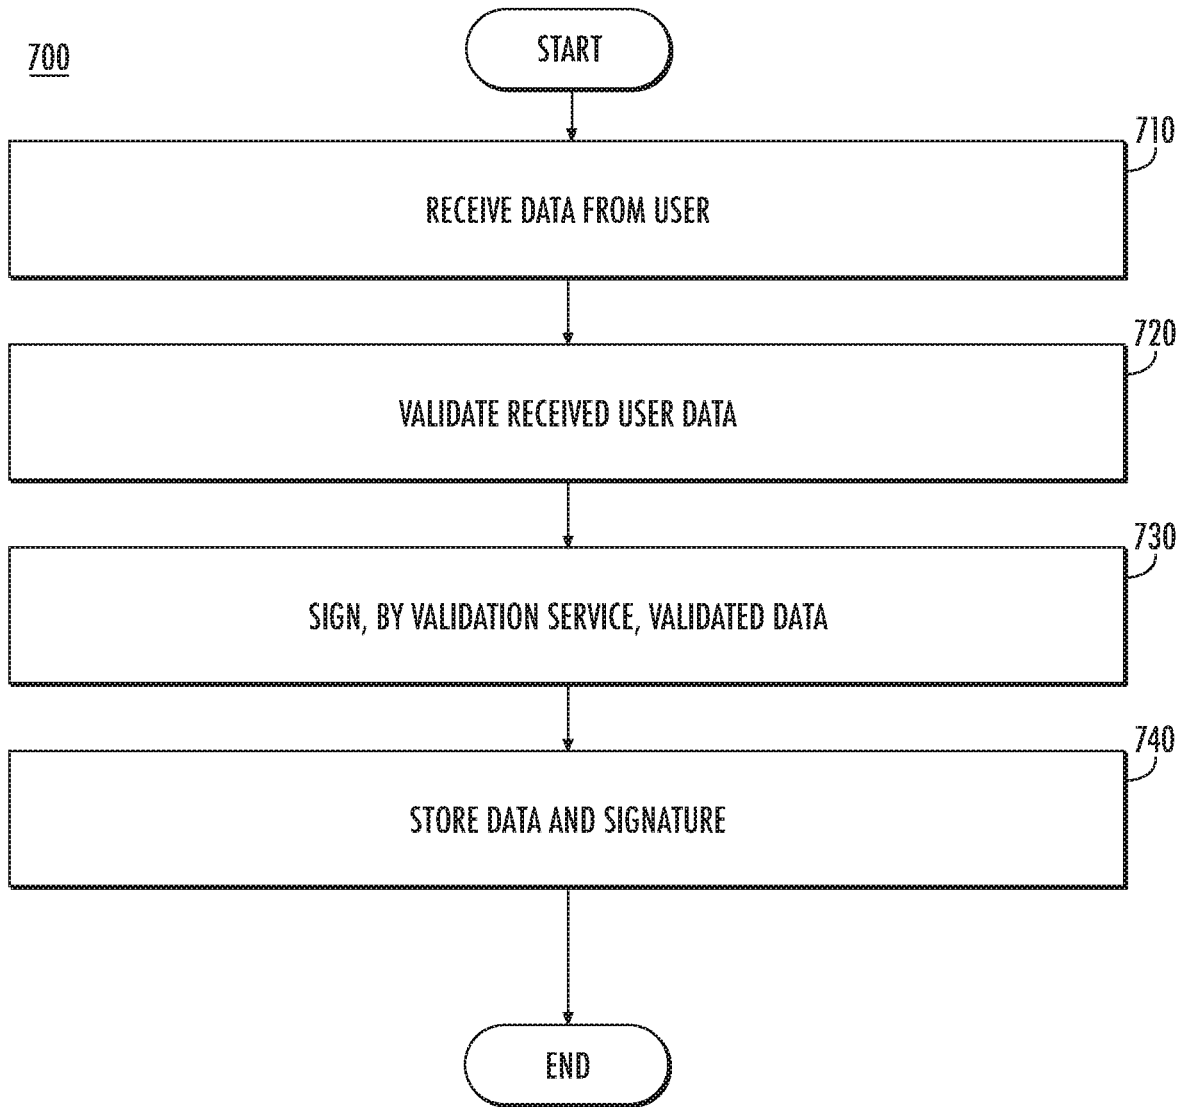 700
START
710
RECEIVE DATA FROM USER
720
VALIDATE RECEIVED USER DATA
730
SIGN, BY VALIDATION SERVICE, VALIDATED DATA
740
STORE DATA AND SIGNATURE
END